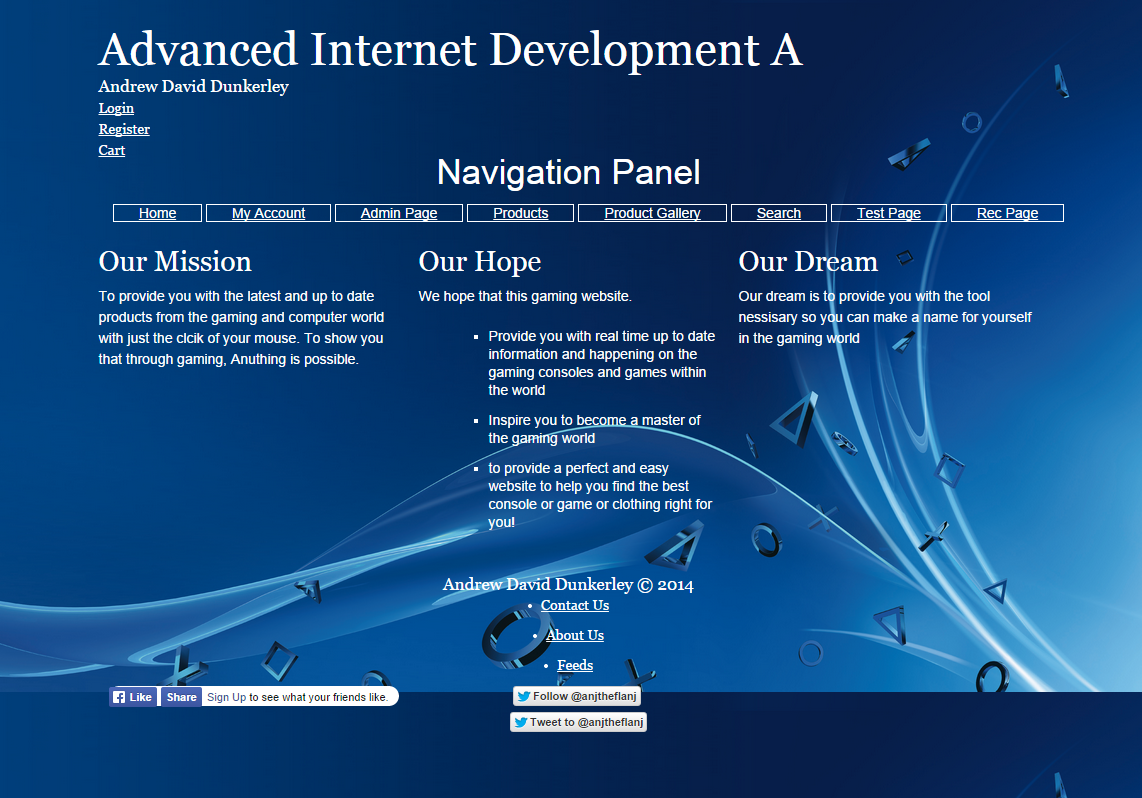 Advanced Internet Development A
Andrew David Dunkerley
Login
Register
Cart
Navigation Panel
Home My Account Admin Page Products Product Gallery Search Test Page Rec Page
Our Mission
To provide you with the latest and up to date
products from the gaming and computer world
with just the clcik of your mouse. To show you
that through gaming, Anuthing is possible.
Our Hope
We hope that this gaming website.
Provide you with real time up to date
information and happening on the
gaming consoles and games within
the world
Inspire you to become a master of
the gaming world
to provide a perfect and easy
website to help you find the best
console or game or clothing right for
you!
Our Dream
Our dream is to provide you with the tool
nessisary so you can make a name for yourself
in the gaming world
Andrew David Dunkerley © 2014
Contact Us
About Us
Feeds
Like Share Sign Up to see what your friends like.
Follow @anjtheflanj
Tweet to @anjtheflanj